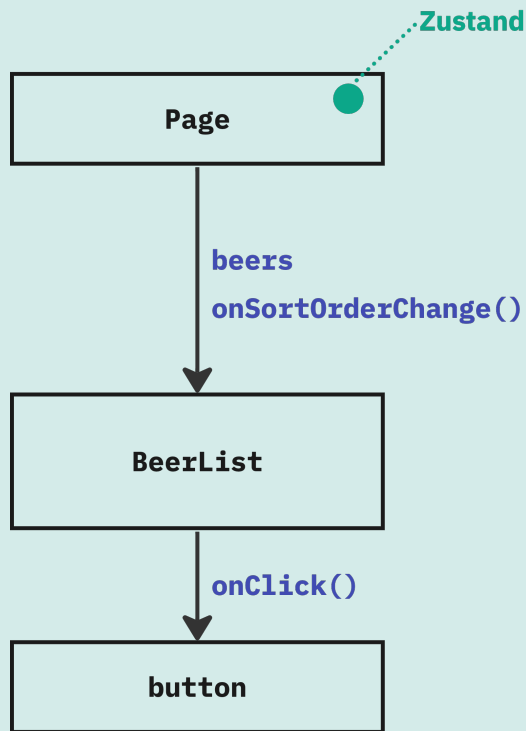 Zustand
Page
beers
onSortOrderChange()
BeerList
onClick()
button